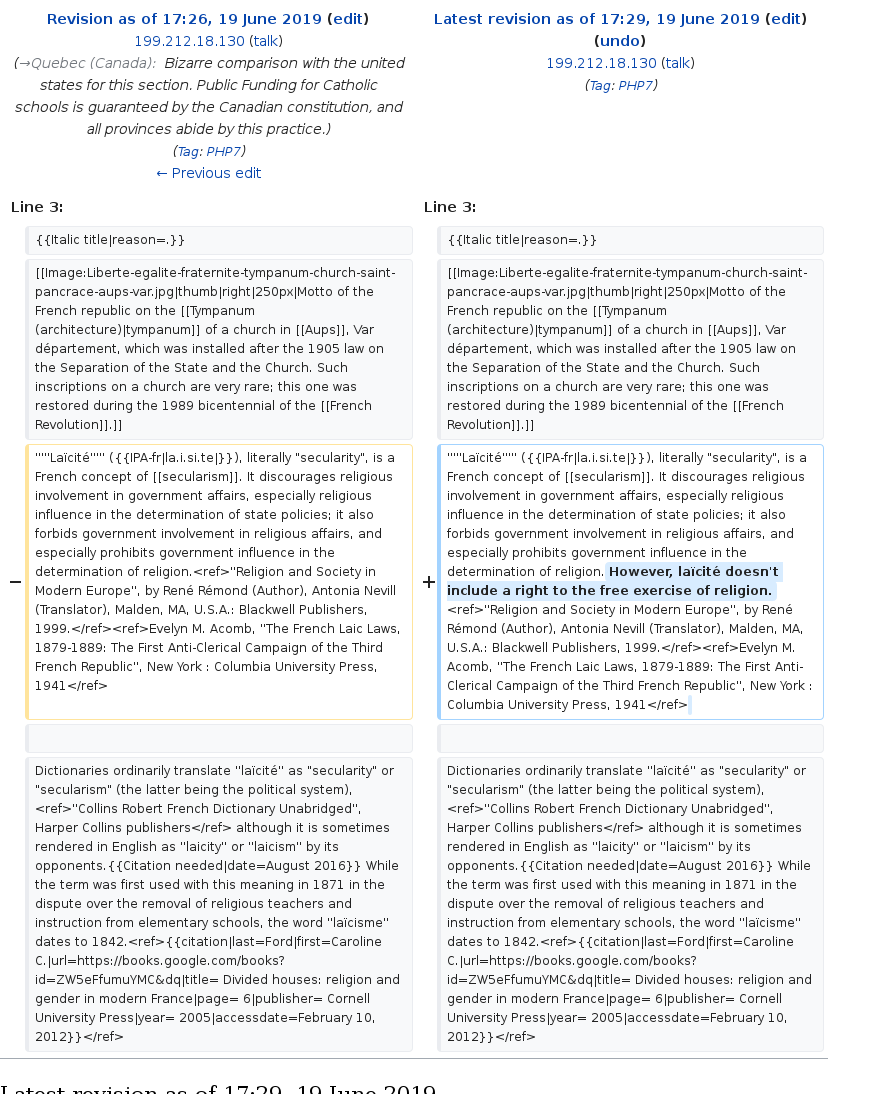 Revision as of 17:26, 19 June 2019 (edit)
199.212.18.130 (talk)
(→Quebec (Canada): Bizarre comparison with the united
states for this section. Public Funding for Catholic
schools is guaranteed by the Canadian constitution, and
all provinces abide by this practice.)
(Tag: PHP7)
← Previous edit
Latest revision as of 17:29, 19 June 2019 (edit)
(undo)
199.212.18.130 (talk)
(Tag: PHP7)
Line 3:
Line 3:
{{Italic title|reason=.}}
{{Italic title|reason=.}}
[[Image:Liberte-egalite-fraternite-tympanum-church-saint-
pancrace-aups-var.jpg|thumb|right|250px|Motto of the
French republic on the [[Tympanum
(architecture)|tympanum]] of a church in [[Aups]], Var
département, which was installed after the 1905 law on
the Separation of the State and the Church. Such
inscriptions on a church are very rare; this one was
restored during the 1989 bicentennial of the [[French
Revolution]].]]
[[Image:Liberte-egalite-fraternite-tympanum-church-saint-
pancrace-aups-var.jpg|thumb|right|250px|Motto of the
French republic on the [[Tympanum
(architecture)|tympanum]] of a church in [[Aups]], Var
département, which was installed after the 1905 law on
the Separation of the State and the Church. Such
inscriptions on a church are very rare; this one was
restored during the 1989 bicentennial of the [[French
Revolution]].]]
−
'''''Laïcité''''' ({{IPA-fr|la.i.si.te|}}), literally "secularity", is a
French concept of [[secularism]]. It discourages religious
involvement in government affairs, especially religious
influence in the determination of state policies; it also
forbids government involvement in religious affairs, and
especially prohibits government influence in the
determination of religion.<ref>''Religion and Society in
Modern Europe'', by René Rémond (Author), Antonia Nevill
(Translator), Malden, MA, U.S.A.: Blackwell Publishers,
1999.</ref><ref>Evelyn M. Acomb, ''The French Laic Laws,
1879-1889: The First Anti-Clerical Campaign of the Third
French Republic'', New York : Columbia University Press,
1941</ref>
+
'''''Laïcité''''' ({{IPA-fr|la.i.si.te|}}), literally "secularity", is a
French concept of [[secularism]]. It discourages religious
involvement in government affairs, especially religious
influence in the determination of state policies; it also
forbids government involvement in religious affairs, and
especially prohibits government influence in the
determination of religion. However, laïcité doesn't
include a right to the free exercise of religion.
<ref>''Religion and Society in Modern Europe'', by René
Rémond (Author), Antonia Nevill (Translator), Malden, MA,
U.S.A.: Blackwell Publishers, 1999.</ref><ref>Evelyn M.
Acomb, ''The French Laic Laws, 1879-1889: The First Anti-
Clerical Campaign of the Third French Republic'', New York :
Columbia University Press, 1941</ref>
Dictionaries ordinarily translate ''laïcité'' as "secularity" or
"secularism" (the latter being the political system),
<ref>''Collins Robert French Dictionary Unabridged'',
Harper Collins publishers</ref> although it is sometimes
rendered in English as "laicity" or "laicism" by its
opponents.{{Citation needed|date=August 2016}} While
the term was first used with this meaning in 1871 in the
dispute over the removal of religious teachers and
instruction from elementary schools, the word ''laïcisme''
dates to 1842.<ref>{{citation|last=Ford|first=Caroline
C.|url=https://books.google.com/books?
id=ZW5eFfumuYMC&dq|title= Divided houses: religion and
gender in modern France|page= 6|publisher= Cornell
University Press|year= 2005|accessdate=February 10,
2012}}</ref>
Dictionaries ordinarily translate ''laïcité'' as "secularity" or
"secularism" (the latter being the political system),
<ref>''Collins Robert French Dictionary Unabridged'',
Harper Collins publishers</ref> although it is sometimes
rendered in English as "laicity" or "laicism" by its
opponents.{{Citation needed|date=August 2016}} While
the term was first used with this meaning in 1871 in the
dispute over the removal of religious teachers and
instruction from elementary schools, the word ''laïcisme''
dates to 1842.<ref>{{citation|last=Ford|first=Caroline
C.|url=https://books.google.com/books?
id=ZW5eFfumuYMC&dq|title= Divided houses: religion and
gender in modern France|page= 6|publisher= Cornell
University Press|year= 2005|accessdate=February 10,
2012}}</ref>
Latest revision as of 17:29, 19 June 2019